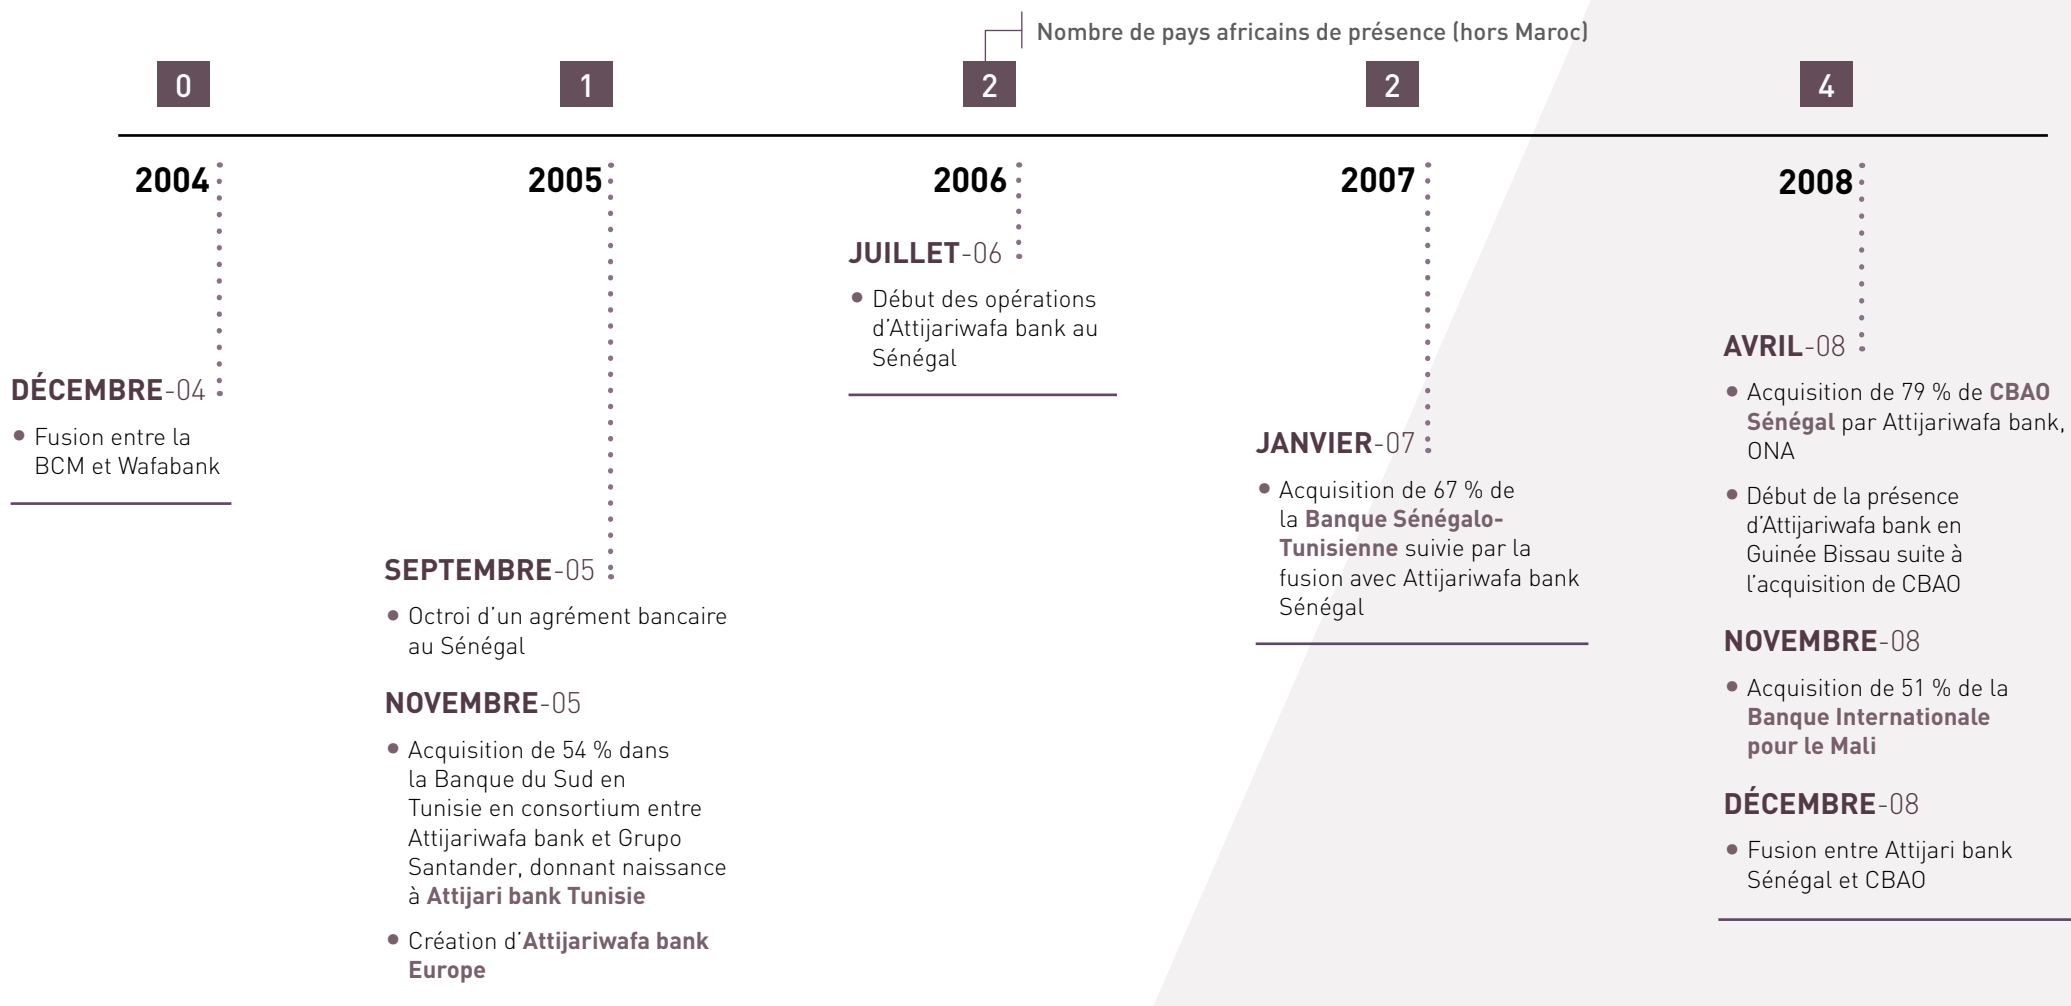 Nombre de pays africains de présence (hors Maroc)
0
1
2
2
4
2004
DÉCEMBRE-04
• Fusion entre la
BCM et Wafabank
2005
SEPTEMBRE-05
• Octroi d’un agrément bancaire
au Sénégal
NOVEMBRE-05
• Acquisition de 54 % dans
la Banque du Sud en
Tunisie en consortium entre
Attijariwafa bank et Grupo
Santander, donnant naissance
à Attijari bank Tunisie
• Création d’Attijariwafa bank
Europe
2006
JUILLET-06
• Début des opérations
d’Attijariwafa bank au
Sénégal
2007
JANVIER-07
• Acquisition de 67 % de
la Banque Sénégalo-
Tunisienne suivie par la
fusion avec Attijariwafa bank
Sénégal
2008
AVRIL-08
• Acquisition de 79 % de CBAO
Sénégal par Attijariwafa bank,
ONA
• Début de la présence
d’Attijariwafa bank en
Guinée Bissau suite à
l’acquisition de CBAO
NOVEMBRE-08
• Acquisition de 51 % de la
Banque Internationale
pour le Mali
DÉCEMBRE-08
• Fusion entre Attijari bank
Sénégal et CBAO